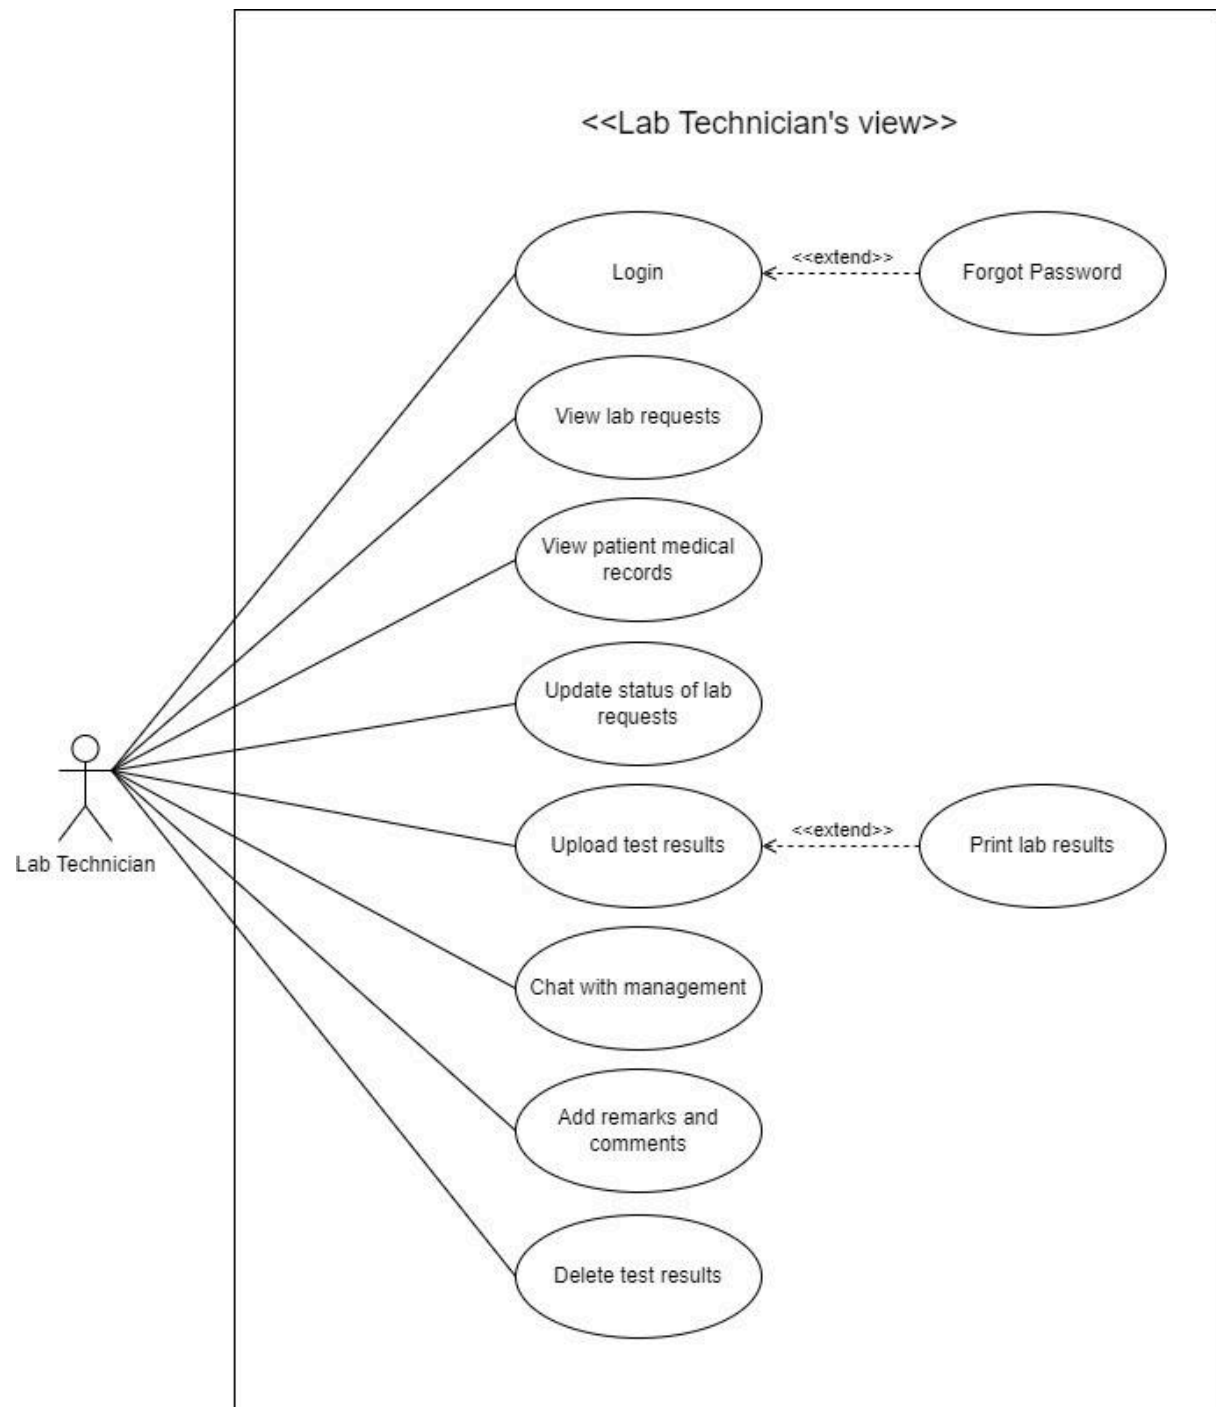 <<Lab Technician's view>>
Login
<<extend>>
Forgot Password
View lab requests
View patient medical
records
Update status of lab
requests
Lab Technician
Upload test results
<<extend>>
Print lab results
Chat with management
Add remarks and
comments
Delete test results